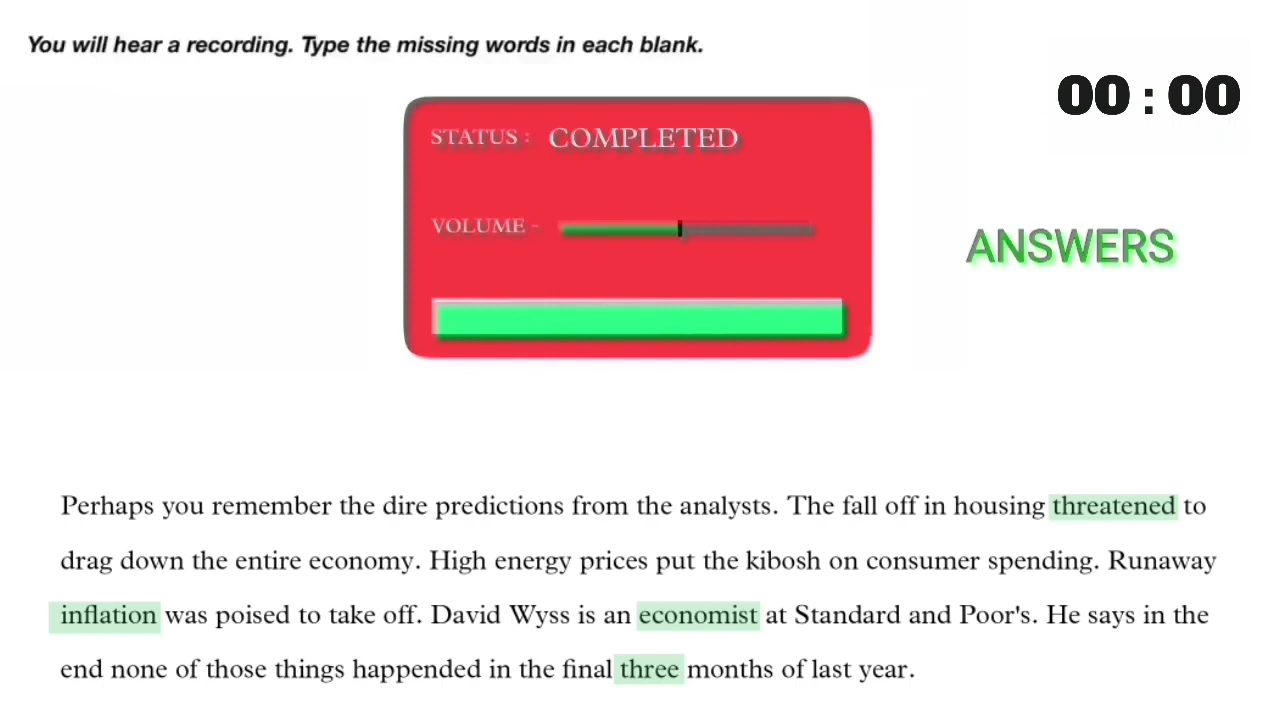 You will hear a recording. Type the missing words in each blank.
00:00
STATUS : COMPLETED
VOLUME -
ANSWERS
Perhaps you remember the dire predictions from the analysts. The fall off in housing threatened to
drag down the entire economy. High energy prices put the kibosh on consumer spending. Runaway
inflation was poised to take off. David Wyss is an economist at Standard and Poor's. He says in the
end none of those things happended in the final three months of last year.